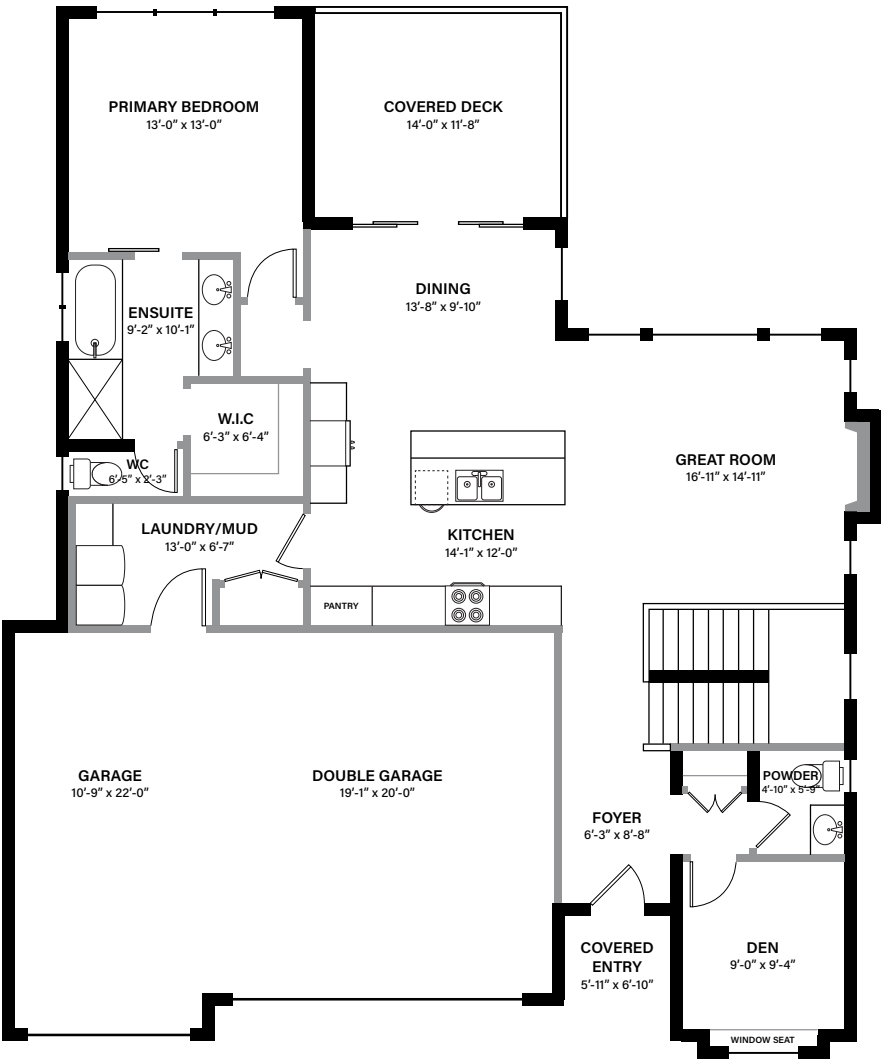 PRIMARY BEDROOM
13′-0″ x 13′-0″
COVERED DECK
14′-0″ x 11′-8″
DINING
13′-8″ x 9′-10″
ENSUITE
9′-2″ x 10′-1″
W.I.C
6′-3″ x 6′-4″
WC
6′-5″ x 2′-3″
GREAT ROOM
16′-11″ x 14′-11″
LAUNDRY/MUD
13′-0″ x 6′-7″
KITCHEN
14′-1″ x 12′-0″
PANTRY
GARAGE
10′-9″ x 22′-0″
DOUBLE GARAGE
19′-1″ x 20′-0″
POWDER
4′-10″ x 5′-9″
FOYER
6′-3″ x 8′-8″
COVERED
ENTRY
5′-11″ x 6′-10″
DEN
9′-0″ x 9′-4″
WINDOW SEAT